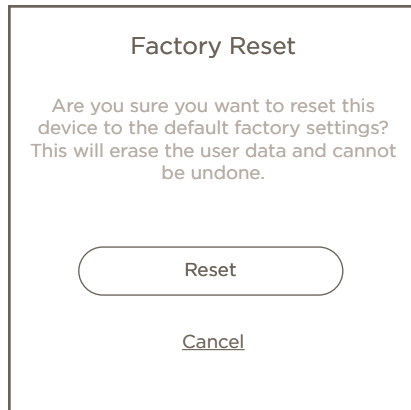 Factory Reset
Are you sure you want to reset this
device to the default factory settings?
This will erase the user data and cannot
be undone.
Reset
Cancel